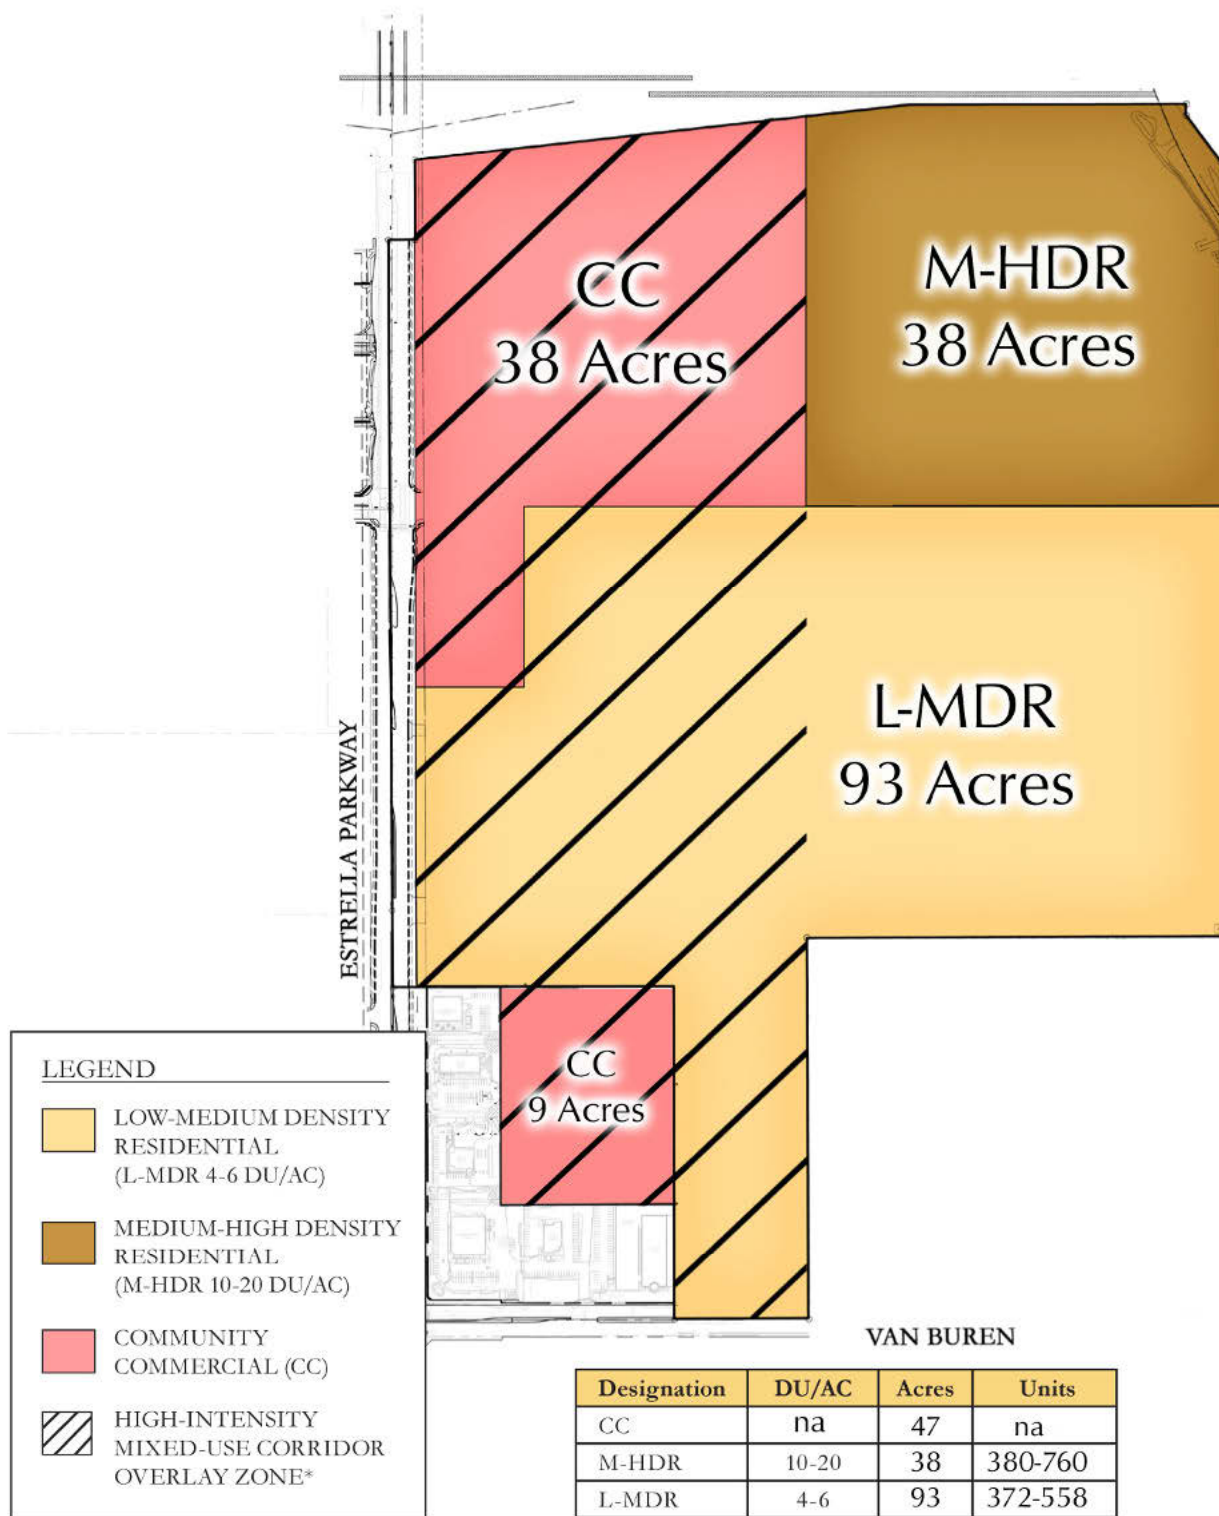 CC
38 Acres
M-HDR
38 Acres
L-MDR
93 Acres
ESTRELLA PARKWAY
CC
9 Acres
LEGEND
LOW-MEDIUM DENSITY
RESIDENTIAL
(L-MDR 4-6 DU/AC)
MEDIUM-HIGH DENSITY
RESIDENTIAL
(M-HDR 10-20 DU/AC)
COMMUNITY
COMMERCIAL (CC)
HIGH-INTENSITY
MIXED-USE CORRIDOR
OVERLAY ZONE*
VAN BUREN
Designation DU/AC Acres Units
CC na 47 na
M-HDR 10-20 38 380-760
L-MDR 4-6 93 372-558